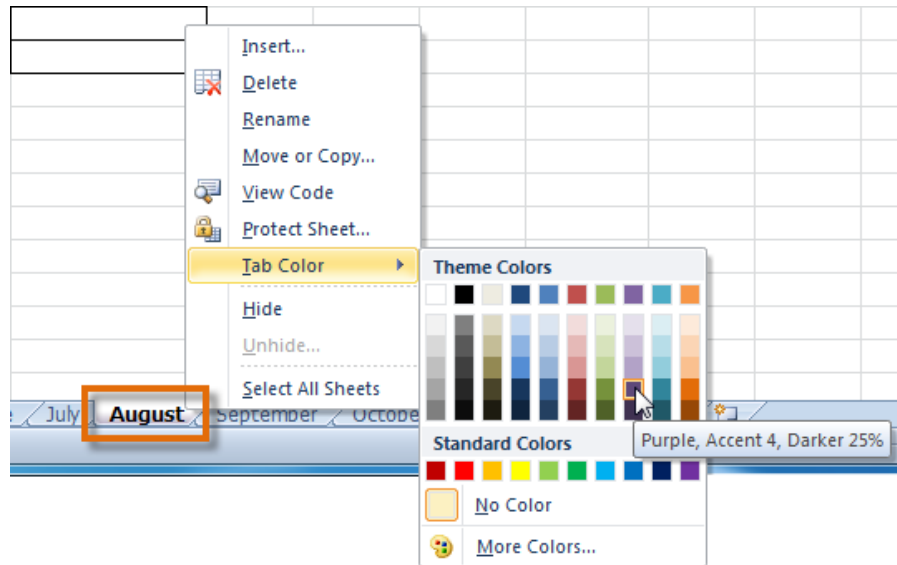 Insert...
Delete
Rename
Move or Copy...
View Code
Protect Sheet...
Tab Color
Hide
Unhide...
Select All Sheets
Theme Colors
July August September Octobe
Purple, Accent 4, Darker 25%
Standard Colors
No Color
More Colors...